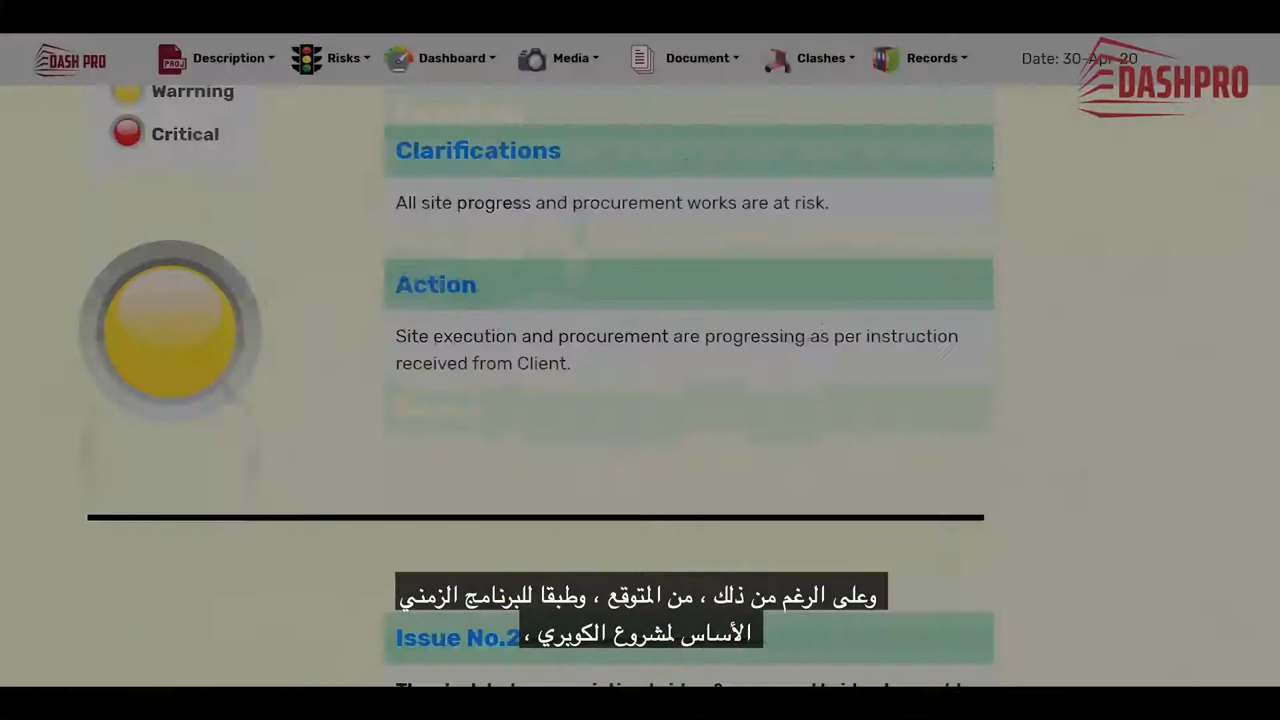 DASH PRO
Description
Risks
Dashboard
Media
Document
Clashes
Records
Date: 30-Apr-20
DASHPRO
Warrning
Critical
Clarifications
All site progress and procurement works are at risk.
Action
Site execution and procurement are progressing as per instruction
received from Client.
وعلى الرغم من ذلك ، من المتوقع ، وطبقا للبرنامج الزمني
الأساس لمشروع الكوبري ،
Issue No.2